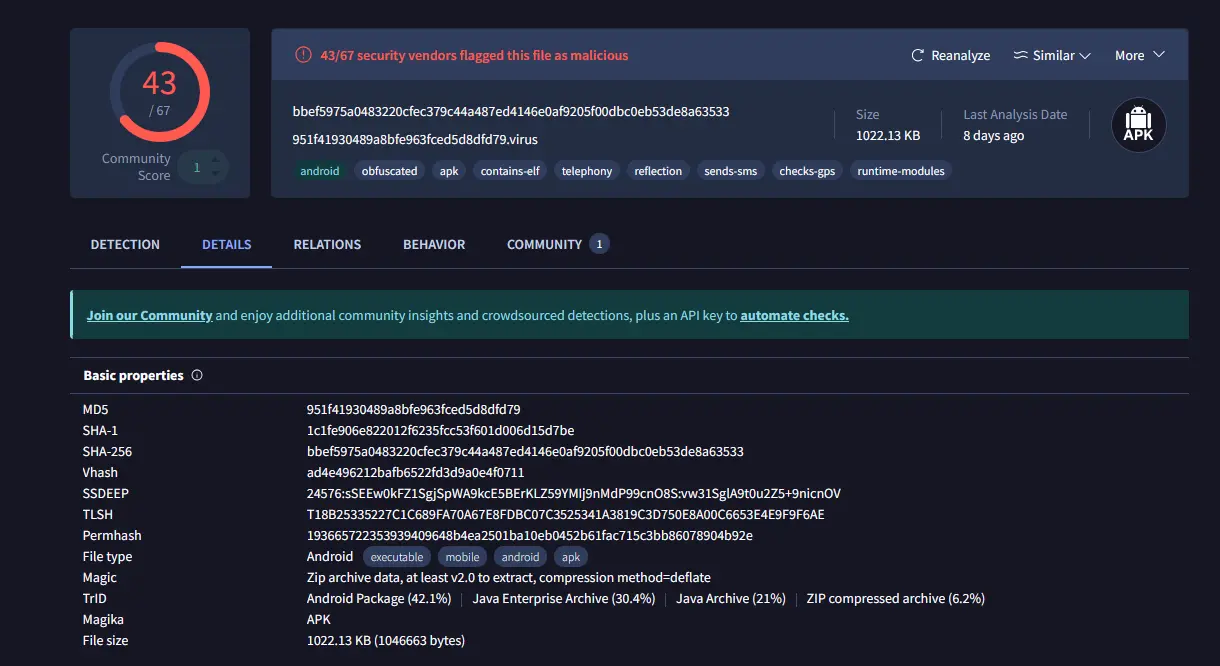 43
/ 67
Community
Score
1
43/67 security vendors flagged this file as malicious
Reanalyze
Similar
More
bbef5975a0483220cfec379c44a487ed4146e0af9205f00dbc0eb53de8a63533
951f41930489a8bfe963fced5d8dfd79.virus
Size
1022.13 KB
Last Analysis Date
8 days ago
APK
android obfuscated apk contains-elf telephony reflection sends-sms checks-gps runtime-modules
DETECTION DETAILS RELATIONS BEHAVIOR COMMUNITY 1
Join our Community and enjoy additional community insights and crowdsourced detections, plus an API key to automate checks.
Basic properties
MD5 951f41930489a8bfe963fced5d8dfd79
SHA-1 1c1fe906e822012f6235fcc53f601d006d15d7be
SHA-256 bbef5975a0483220cfec379c44a487ed4146e0af9205f00dbc0eb53de8a63533
Vhash ad4e496212bafb6522fd3d9a0e4f0711
SSDEEP 24576:sSEEw0kFZ1SgjSpWA9kcE5BErKLZ59YMIj9nMdP99cnO8S:vw31SglA9t0u2Z5+9nicnOV
TLSH T18B25335227C1C689FA70A67E8FDBC07C3525341A3819C3D750E8A00C6653E4E9F9F6AE
Permhash 193665722353939409648b4ea2501ba10eb0452b61fac715c3bb86078904b92e
File type Android executable mobile android apk
Magic Zip archive data, at least v2.0 to extract, compression method=deflate
TrID Android Package (42.1%) Java Enterprise Archive (30.4%) Java Archive (21%) ZIP compressed archive (6.2%)
Magika APK
File size 1022.13 KB (1046663 bytes)